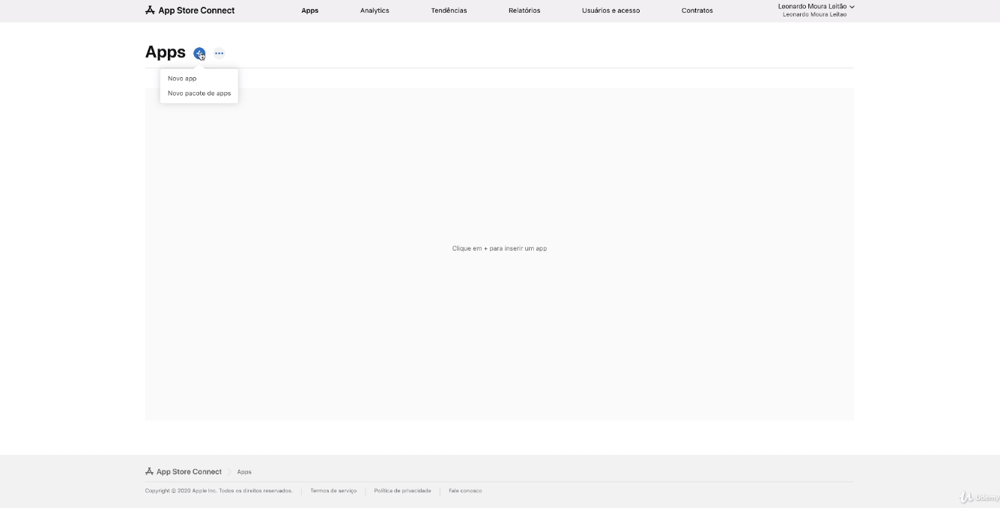 App Store Connect
Apps
Analytics
Tendências
Relatórios
Usuários e acesso
Contratos
Leonardo Moura Leitão
Leonardo Moura Leitao
Apps
Novo app
Novo pacote de apps
Clique em + para inserir um app
App Store Connect
Apps
Copyright © 2020 Apple Inc. Todos os direitos reservados.
Termos de serviço
Política de privacidade
Fale conosco
Udemy